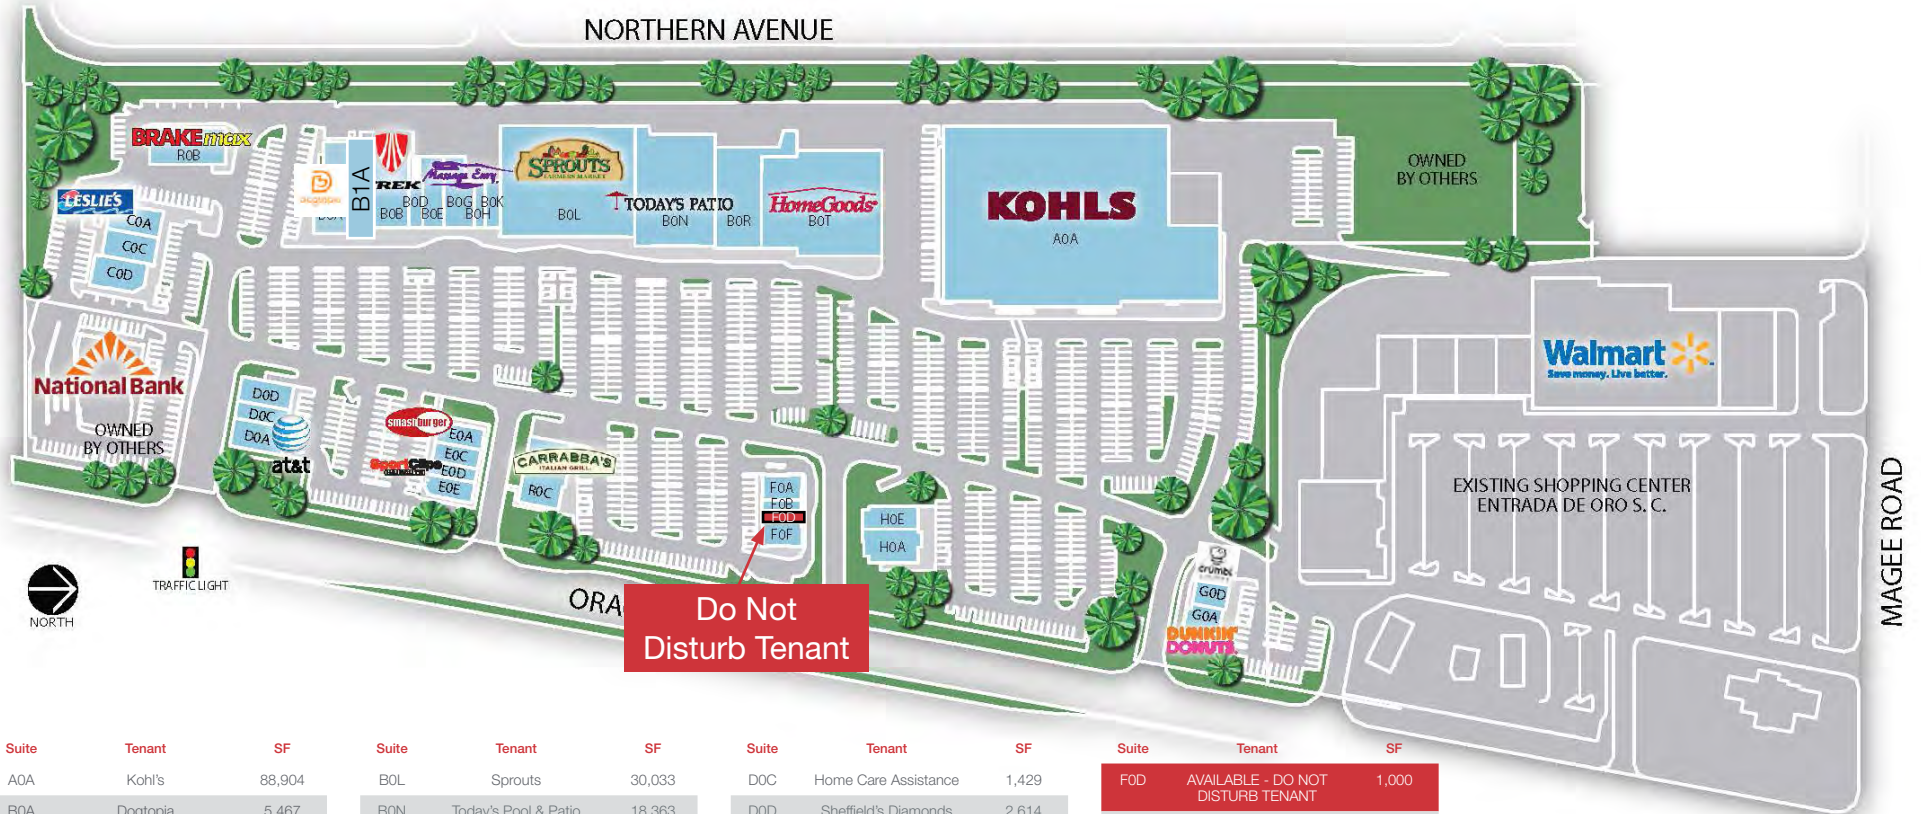 NORTHERN AVENUE
BRAKEmax
R0B
LESLIE'S
C0A
C0C
C0D
B1A
TREK
Massage Envy
B0D
B0G
B0K
B0B
B0E
B0H
SPROUTS
FARMERS MARKET
B0L
TODAY'S PATIO
B0N
B0R
HomeGoods
B0T
KOHLS
A0A
OWNED
BY OTHERS
National Bank
OWNED
BY OTHERS
D0D
D0C
D0A
at&t
smashburger
E0A
E0C
E0D
E0E
SportClips
CARRABBA'S
ITALIAN GRILL
R0C
F0A
F0B
F0D
F0F
H0E
H0A
crumbl
G0D
G0A
DUNKIN'
DONUTS
Walmart
Save money. Live better.
EXISTING SHOPPING CENTER
ENTRADA DE ORO S. C.
MAGEE ROAD
NORTH
TRAFFIC LIGHT
ORA
Do Not
Disturb Tenant
Suite Tenant SF Suite Tenant SF Suite Tenant SF Suite Tenant SF
A0A Kohl's 88,904 B0L Sprouts 30,033 D0C Home Care Assistance 1,429 F0D AVAILABLE - DO NOT 1,000
DISTURB TENANT
B0A Dogtopia 5,467 B0N Today's Pool & Patio 18,363 D0D Sheffield's Diamonds 2,614